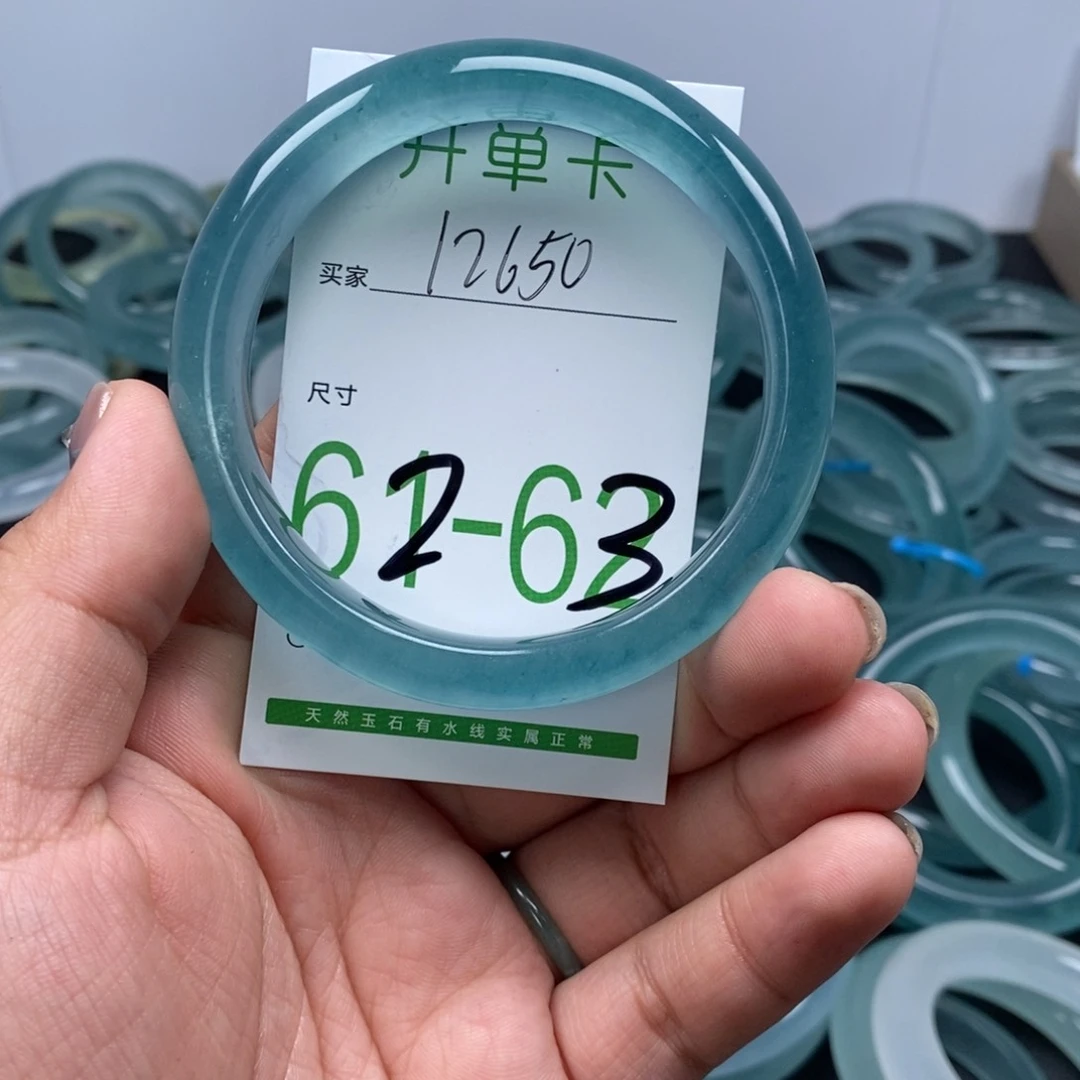 开单卡
买家 12650
尺寸
62-63
天然玉石有水线实属正常